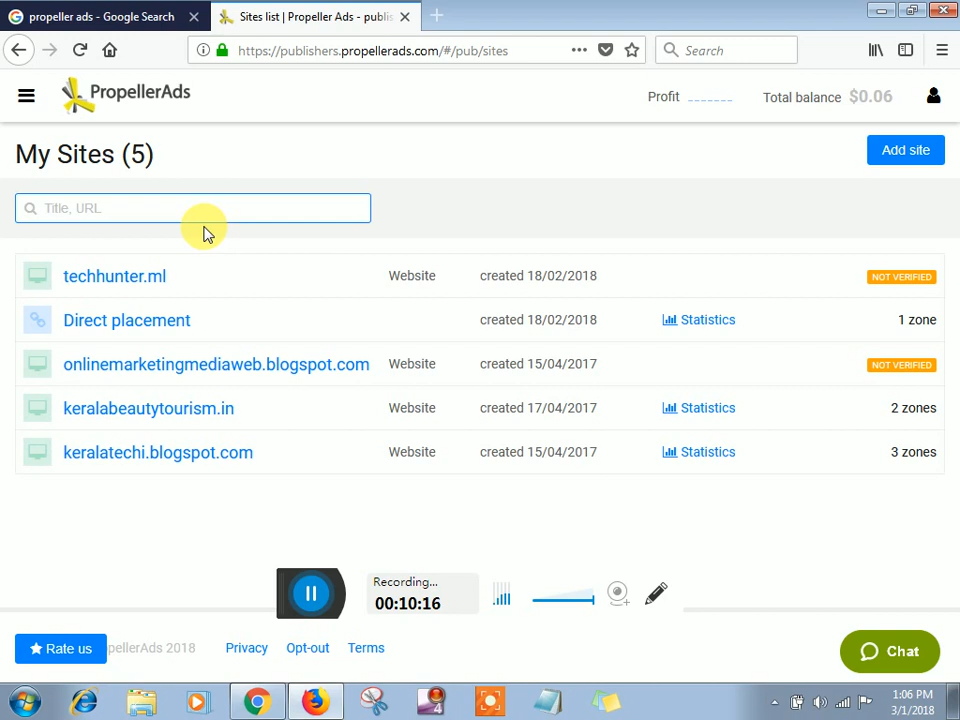 propeller ads - Google Search
Sites list | Propeller Ads - publis
https://publishers.propellerads.com/#/pub/sites
Search
PropellerAds
Profit
Total balance $0.06
My Sites (5)
Add site
Title, URL
techhunter.ml Website created 18/02/2018 NOT VERIFIED
Direct placement created 18/02/2018 Statistics 1 zone
onlinemarketingmediaweb.blogspot.com Website created 15/04/2017 NOT VERIFIED
keralabeautytourism.in Website created 17/04/2017 Statistics 2 zones
keralatechi.blogspot.com Website created 15/04/2017 Statistics 3 zones
Recording...
00:10:16
Rate us
pellerAds 2018 Privacy Opt-out Terms
Chat
4
1:06 PM
3/1/2018